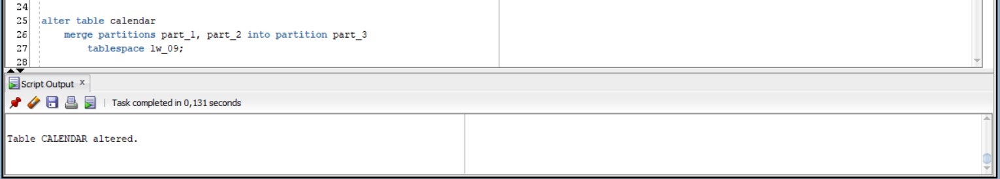 24
25 alter table calendar
26 merge partitions part_1, part_2 into partition part_3
27 tablespace lw_09;
28
Script Output x
Task completed in 0,131 seconds
Table CALENDAR altered.